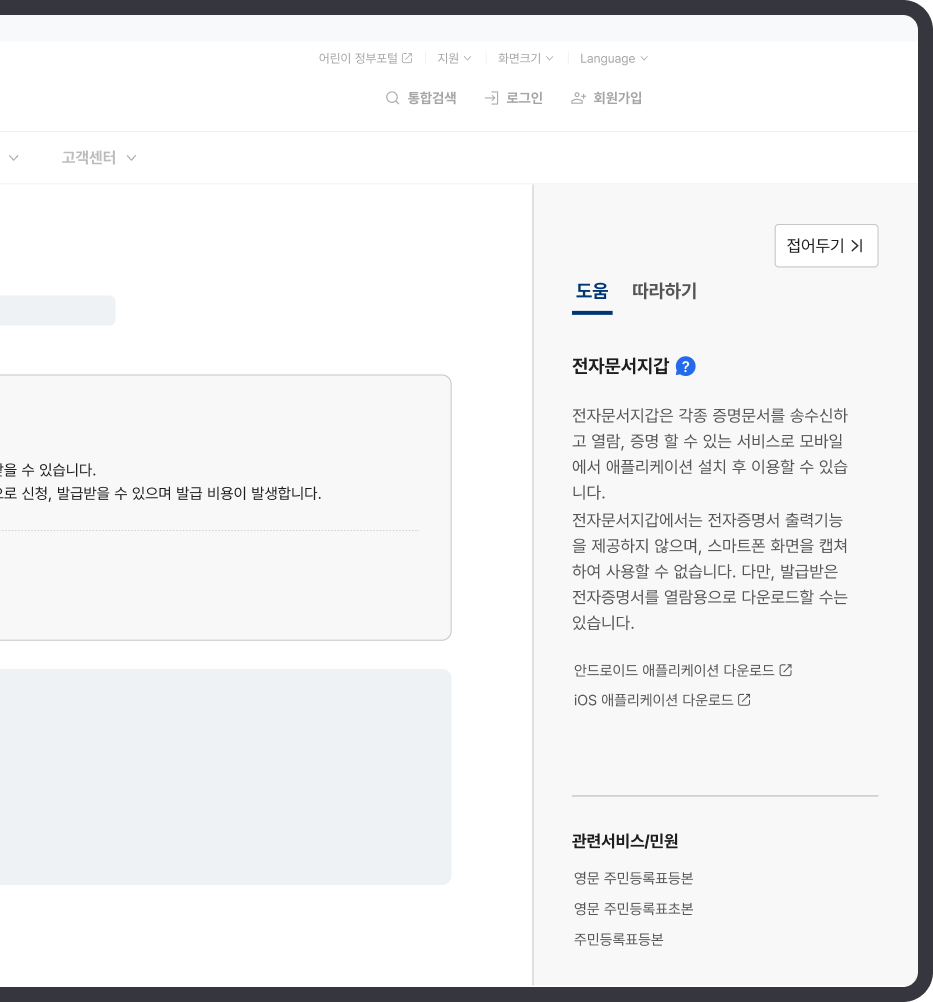 어린이 정부포털 지원 화면크기 Language
통합검색 로그인 회원가입
고객센터
을 수 있습니다.
로 신청, 발급받을 수 있으며 발급 비용이 발생합니다.
접어두기
도움 따라하기
전자문서지갑 ?
전자문서지갑은 각종 증명문서를 송수신하
고 열람, 증명 할 수 있는 서비스로 모바일
에서 애플리케이션 설치 후 이용할 수 있습
니다.
전자문서지갑에서는 전자증명서 출력기능
을 제공하지 않으며, 스마트폰 화면을 캡쳐
하여 사용할 수 없습니다. 다만, 발급받은
전자증명서를 열람용으로 다운로드할 수는
있습니다.
안드로이드 애플리케이션 다운로드
iOS 애플리케이션 다운로드
관련서비스/민원
영문 주민등록표등본
영문 주민등록표초본
주민등록표등본